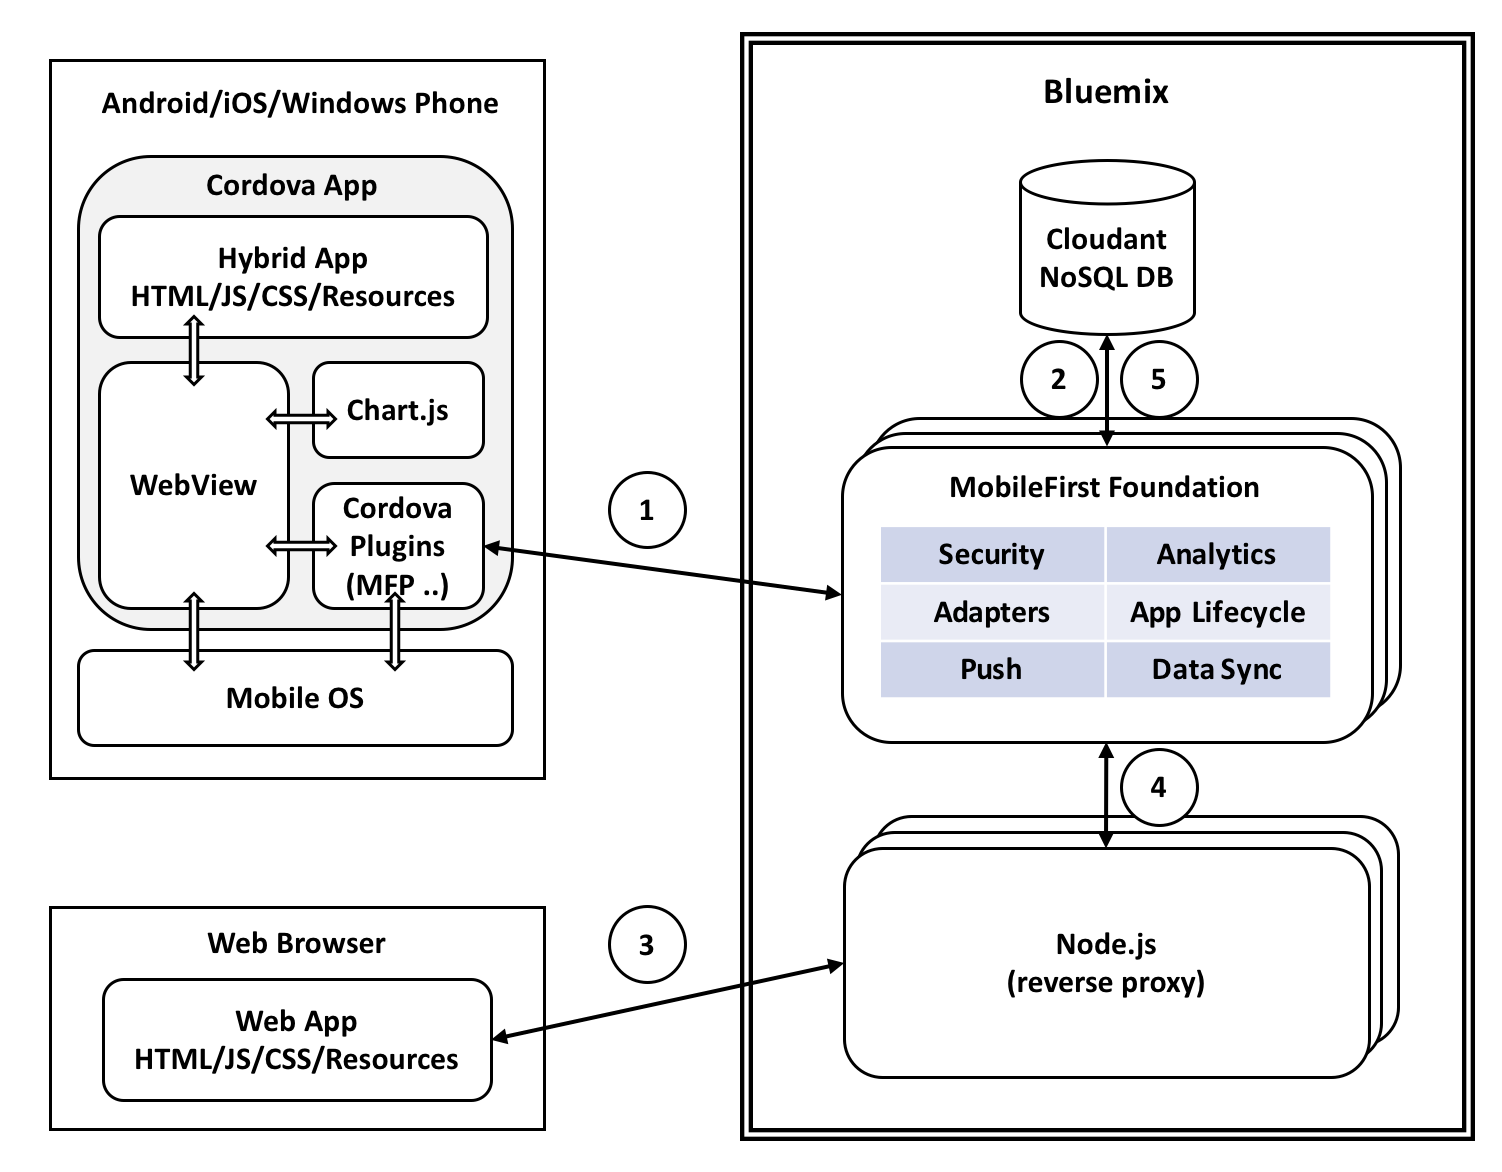 Android/iOS/Windows Phone
Cordova App
Hybrid App
HTML/JS/CSS/Resources
WebView
Chart.js
Cordova
Plugins
(MFP ..)
Mobile OS
1
Web Browser
Web App
HTML/JS/CSS/Resources
3
Bluemix
Cloudant
NoSQL DB
2
5
MobileFirst Foundation
Security
Analytics
Adapters
App Lifecycle
Push
Data Sync
4
Node.js
(reverse proxy)